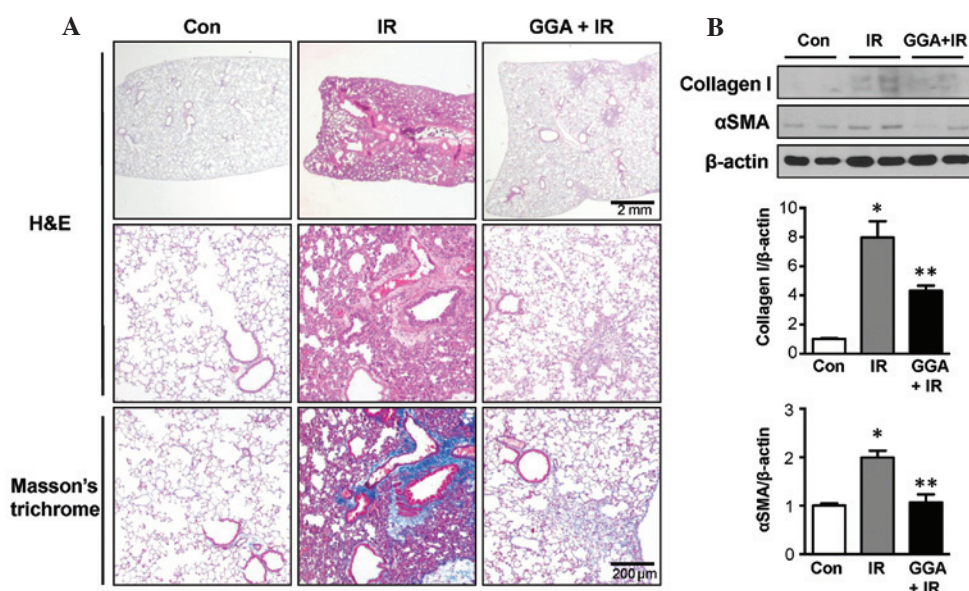 A
Con
IR
GGA + IR
H&E
2 mm
Masson's
trichrome
200 µm
B
Con
IR
GGA+IR
Collagen I
αSMA
β-actin
Collagen I/β-actin
10
8
6
4
2
0
*
**
Con
IR
GGA
+ IR
αSMA/β-actin
3
2
1
0
*
**
Con
IR
GGA
+ IR